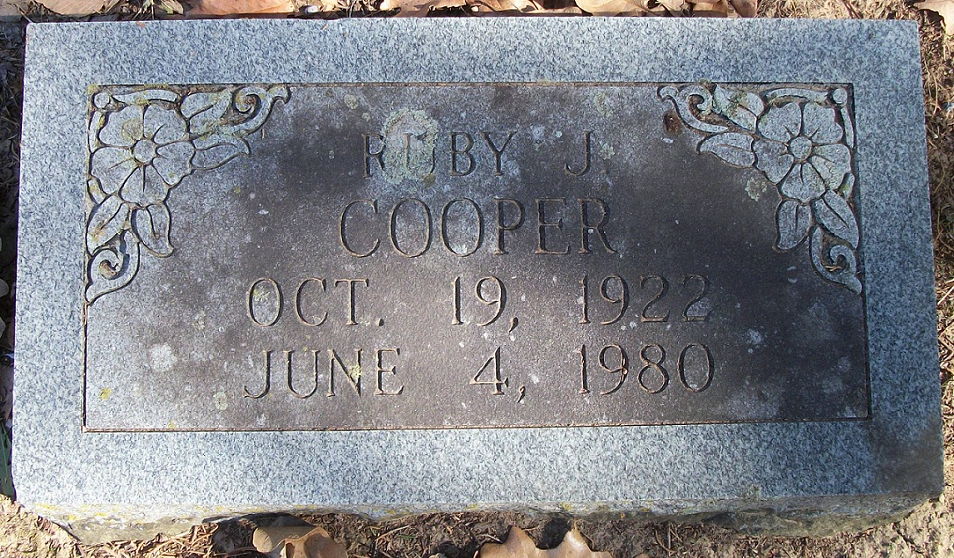 RUBY J.
COOPER
OCT. 19, 1922
JUNE 4, 1980